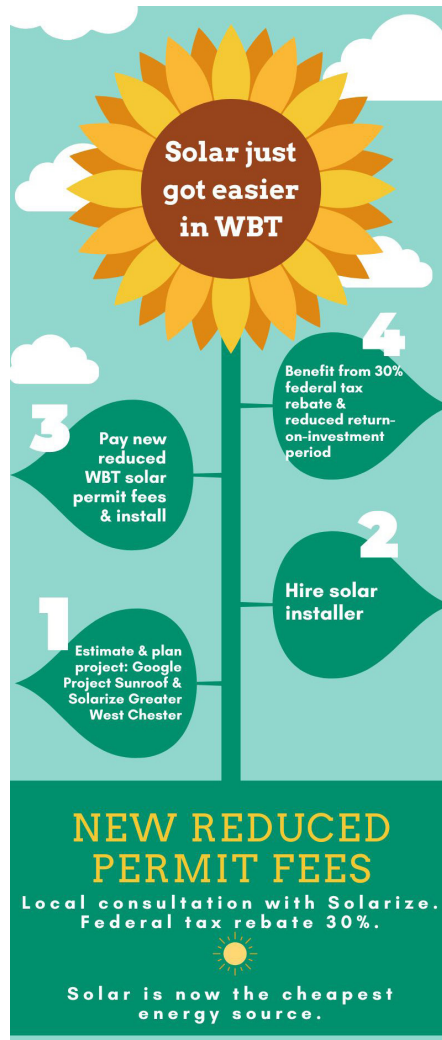 Solar just
got easier
in WBT
4
Benefit from 30%
federal tax
rebate &
reduced return-
on-investment
period
3
Pay new
reduced
WBT solar
permit fees
& install
2
Hire solar
installer
1
Estimate & plan
project: Google
Project Sunroof &
Solarize Greater
West Chester
NEW REDUCED
PERMIT FEES
Local consultation with Solarize.
Federal tax rebate 30%.
Solar is now the cheapest
energy source.